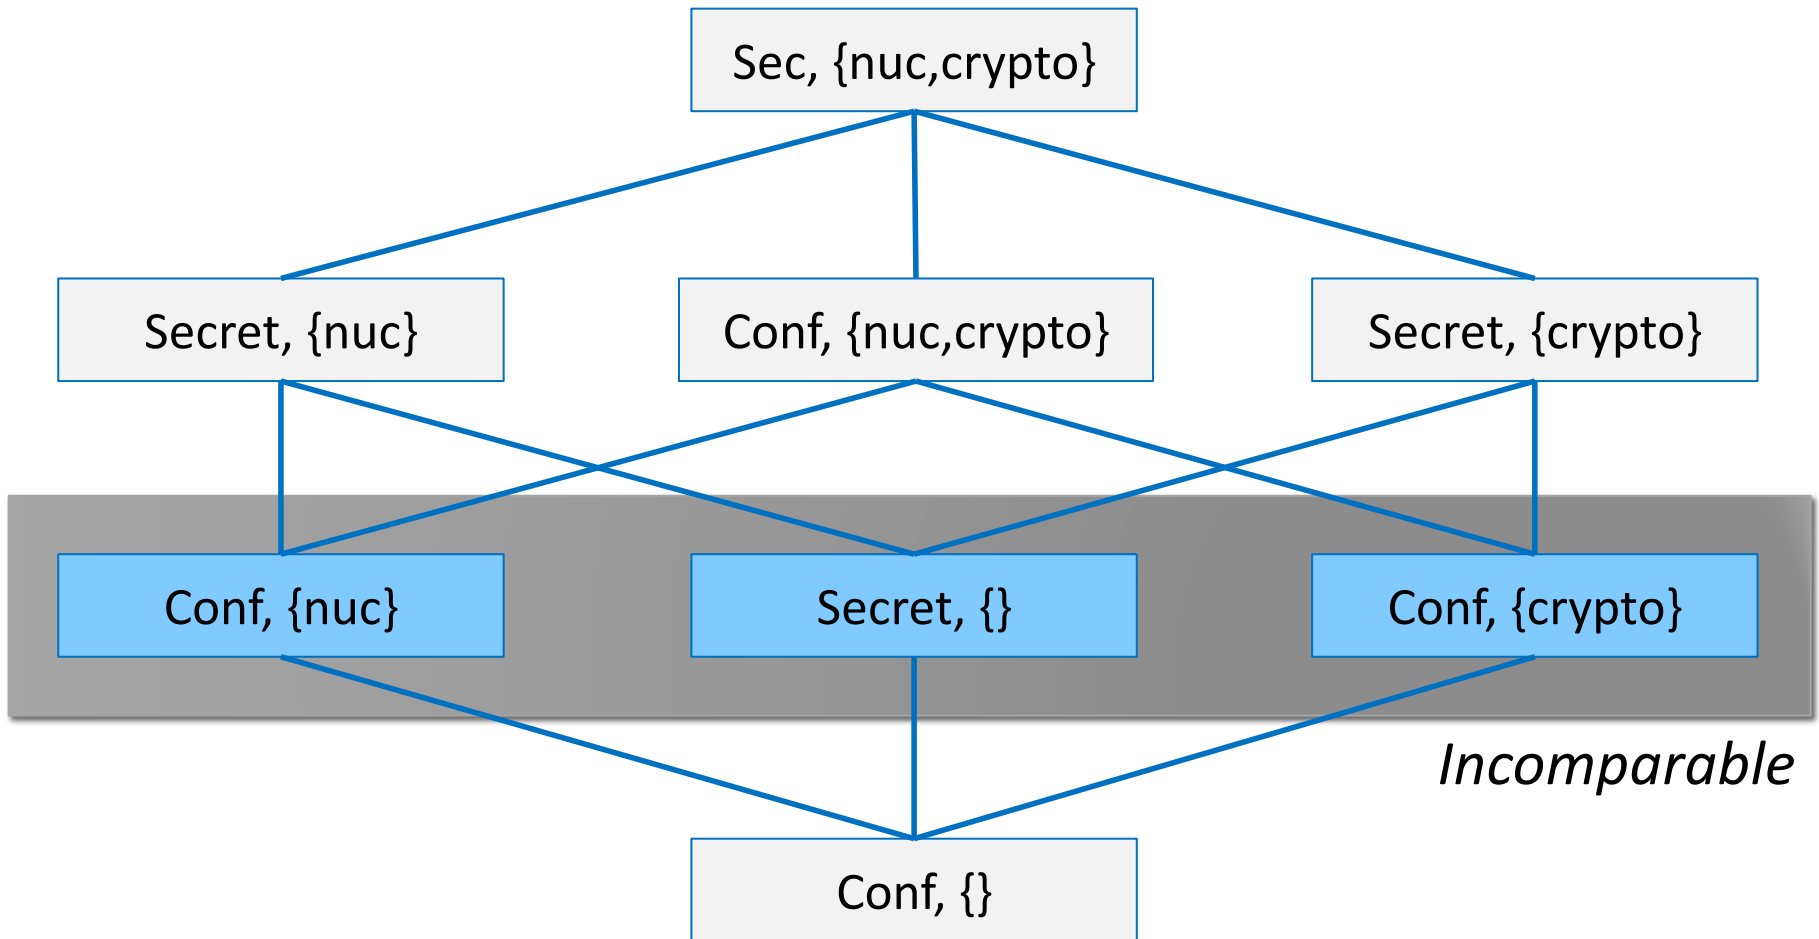 Sec, {nuc,crypto}
Secret, {nuc}
Conf, {nuc,crypto}
Secret, {crypto}
Conf, {nuc}
Secret, {}
Conf, {crypto}
Incomparable
Conf, {}